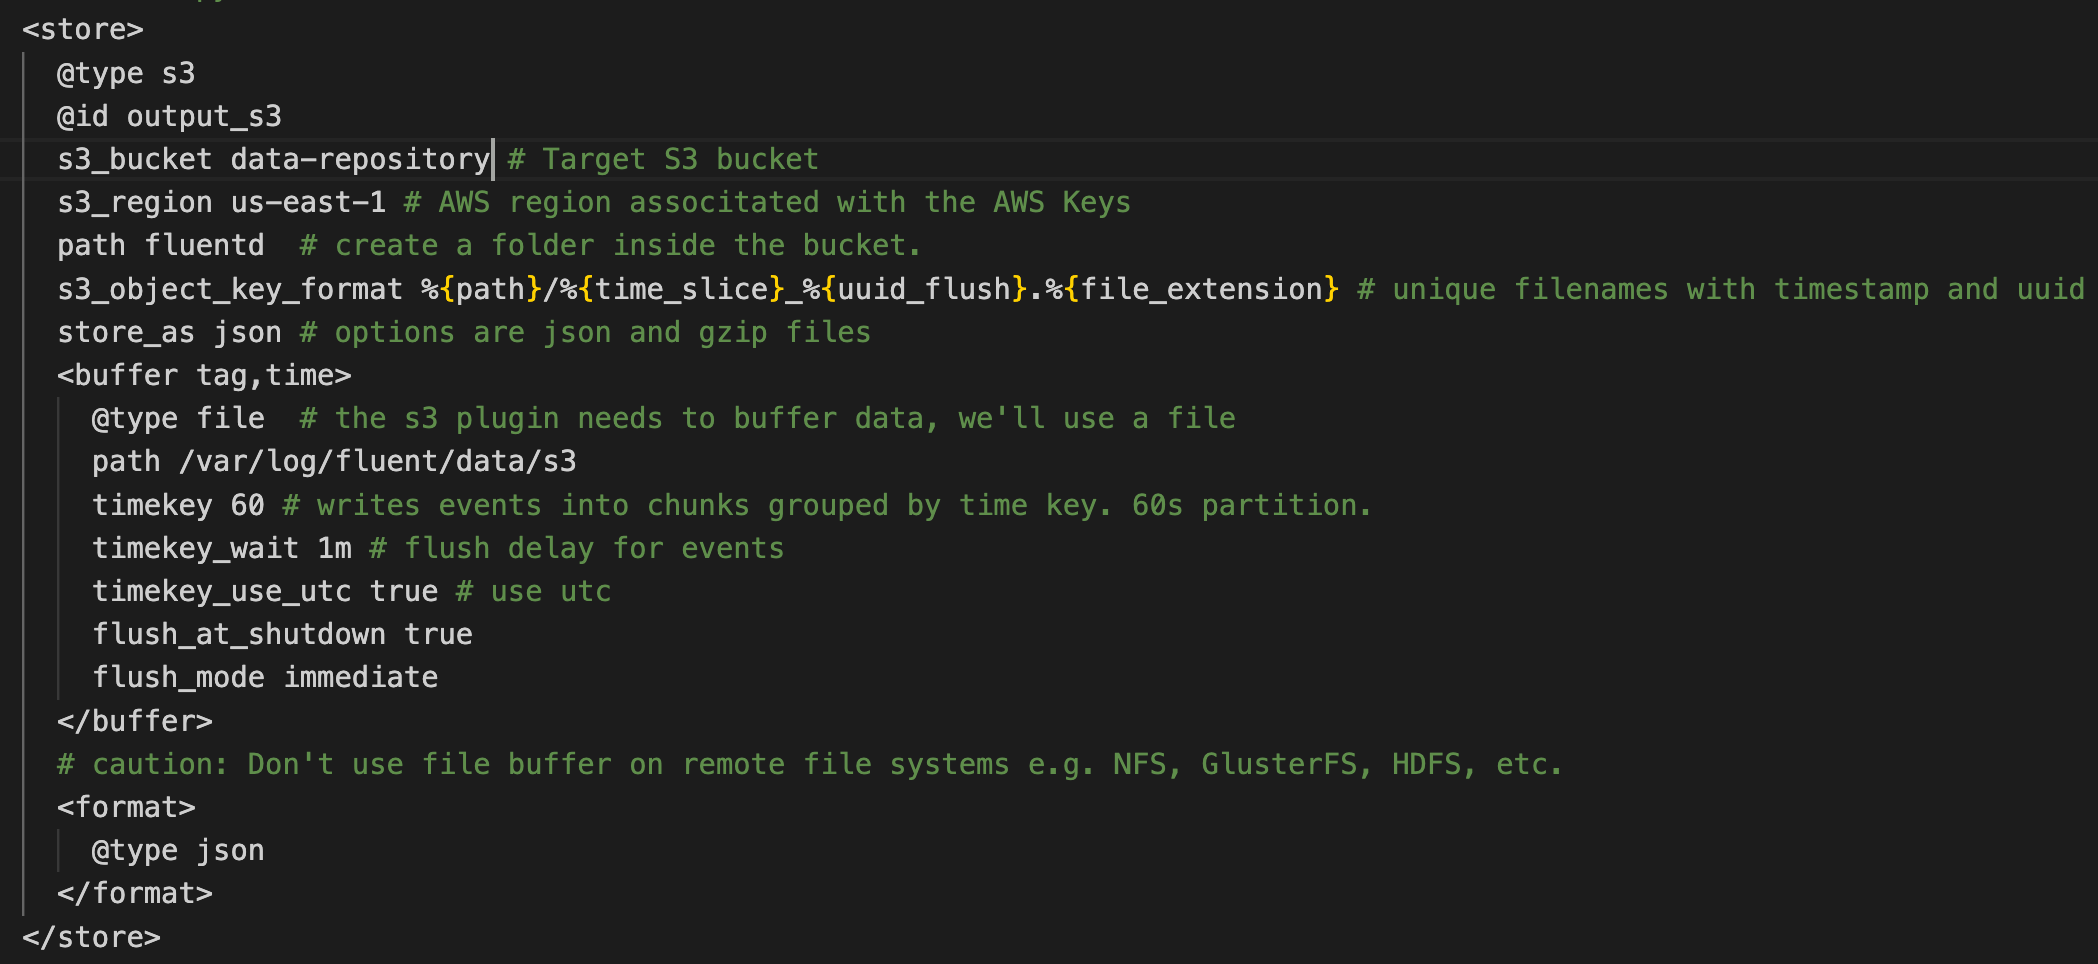 <store>
@type s3
@id output_s3
s3_bucket data-repository # Target S3 bucket
s3_region us-east-1 # AWS region associtated with the AWS Keys
path fluentd  # create a folder inside the bucket.
s3_object_key_format %{path}/%{time_slice}_%{uuid_flush}.%{file_extension} # unique filenames with timestamp and uuid
store_as json # options are json and gzip files
<buffer tag,time>
@type file  # the s3 plugin needs to buffer data, we'll use a file
path /var/log/fluent/data/s3
timekey 60 # writes events into chunks grouped by time key. 60s partition.
timekey_wait 1m # flush delay for events
timekey_use_utc true # use utc
flush_at_shutdown true
flush_mode immediate
</buffer>
# caution: Don't use file buffer on remote file systems e.g. NFS, GlusterFS, HDFS, etc.
<format>
@type json
</format>
</store>